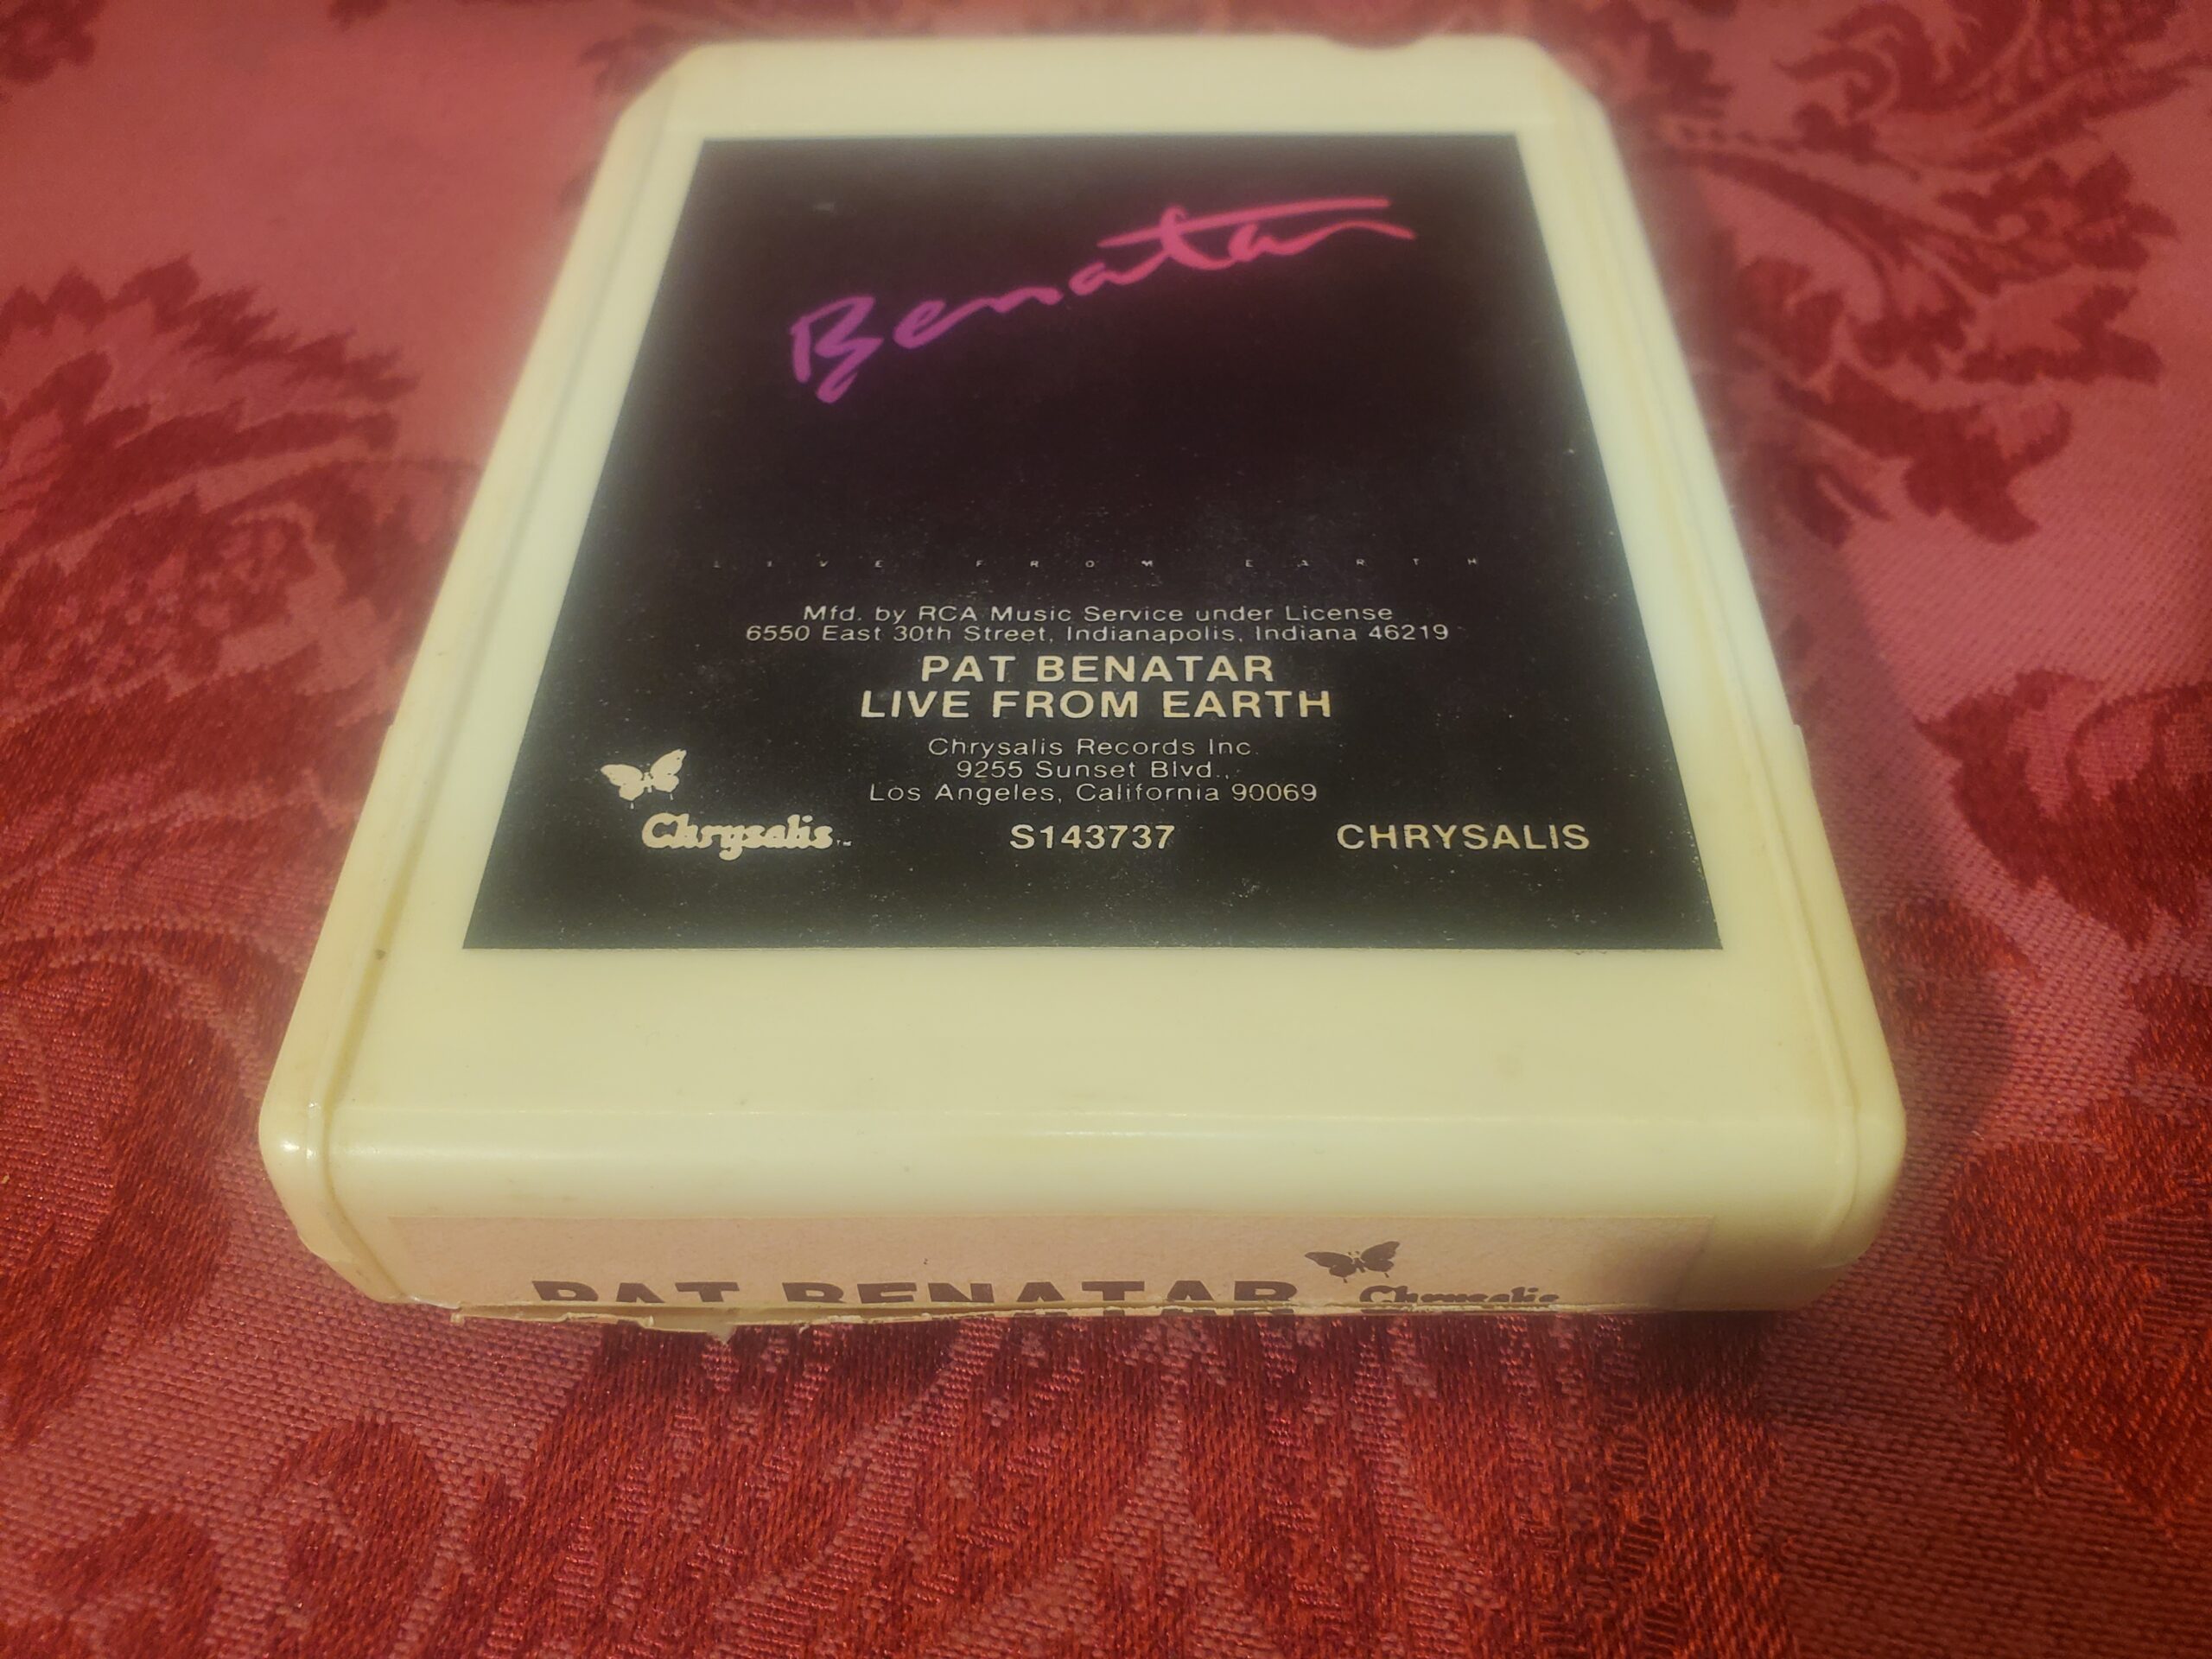 Benatar
LIVE FROM EARTH
Mfd. by RCA Music Service under License
6550 East 30th Street, Indianapolis, Indiana 46219
PAT BENATAR
LIVE FROM EARTH
Chrysalis Records Inc.
9255 Sunset Blvd.,
Los Angeles, California 90069
Chrysalis™
S143737
CHRYSALIS
PAT BENATAR
Chrysalis